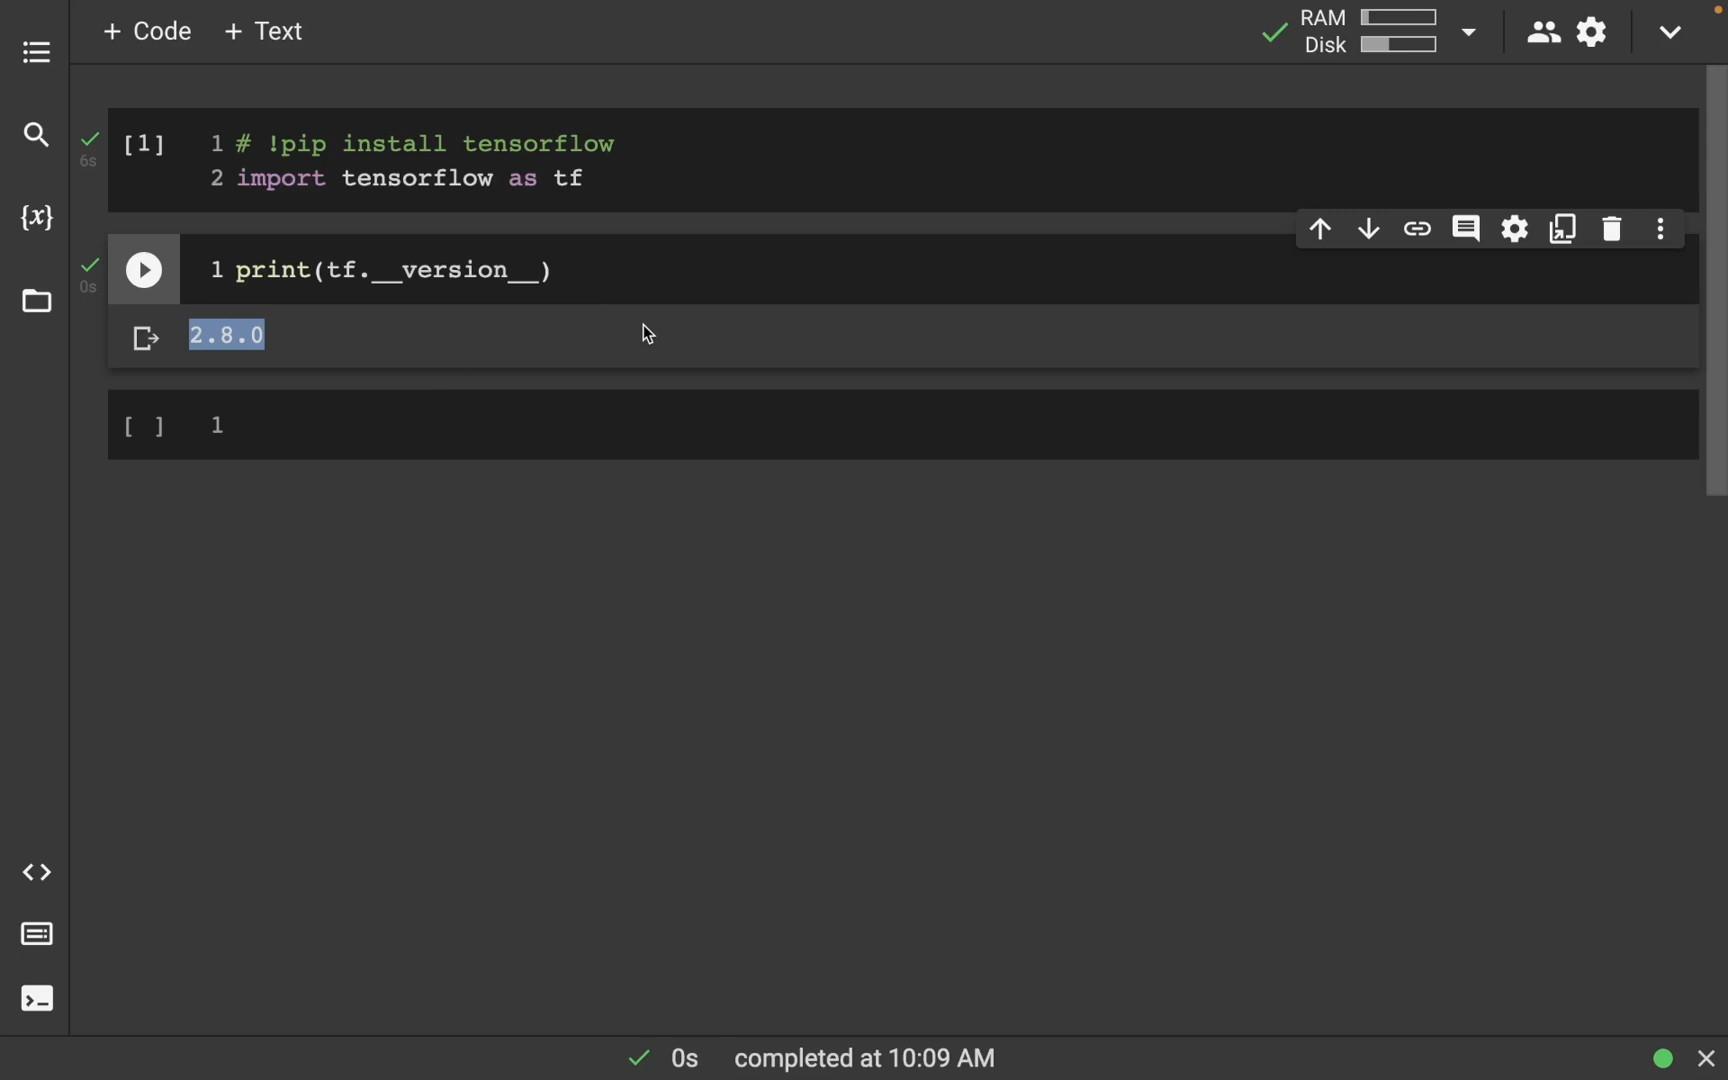 + Code + Text
RAM
Disk
{x}
6s
[1] 1 # !pip install tensorflow
2 import tensorflow as tf
0s
1 print(tf.__version__)
2.8.0
[ ] 1
0s completed at 10:09 AM